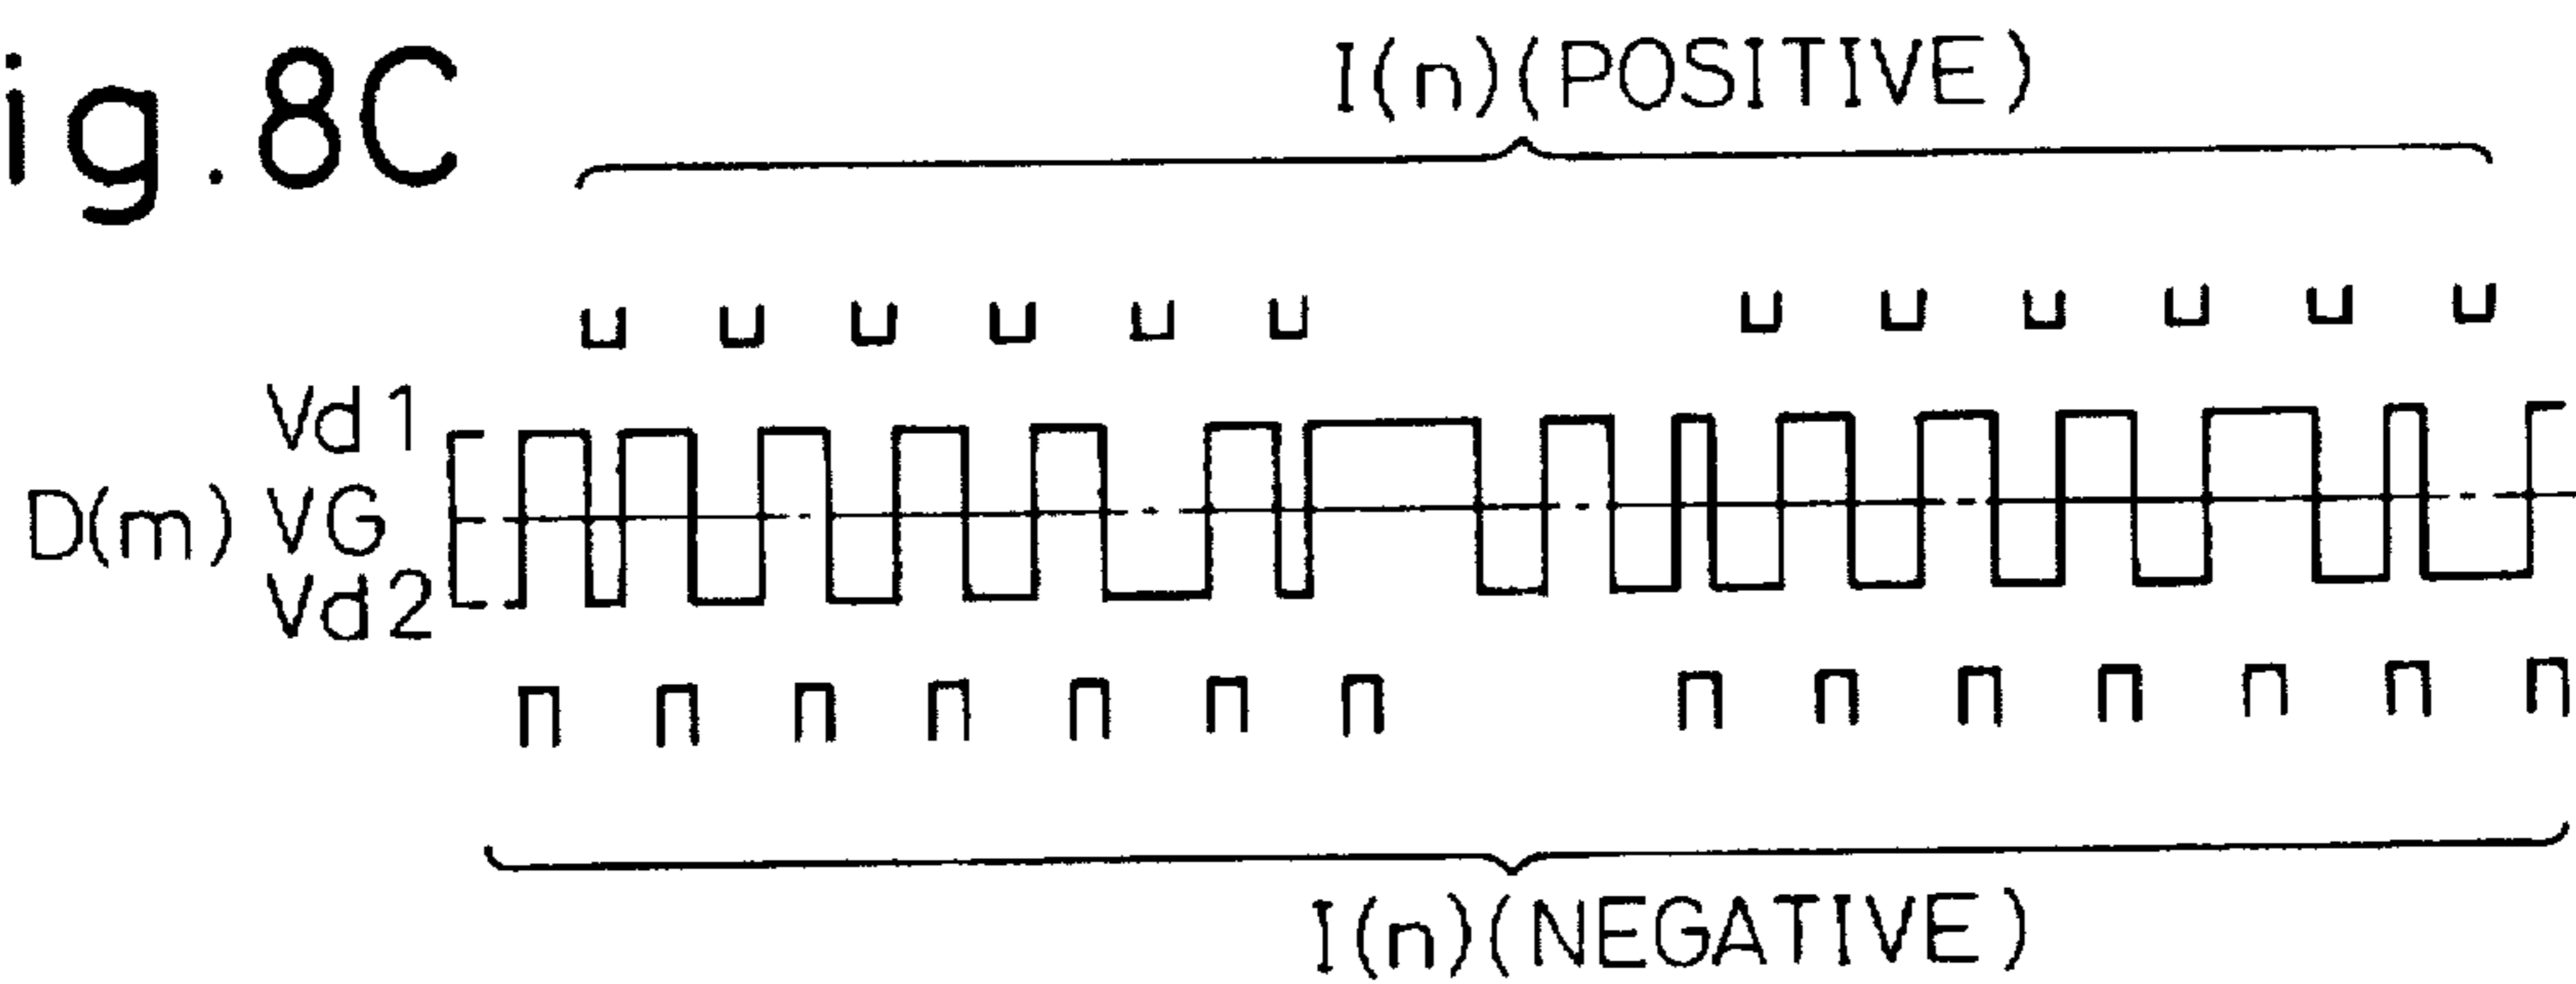 ig.8C
I(n)(POSITIVE)
Vd1
D(m) VG
Vd2
I(n)(NEGATIVE)